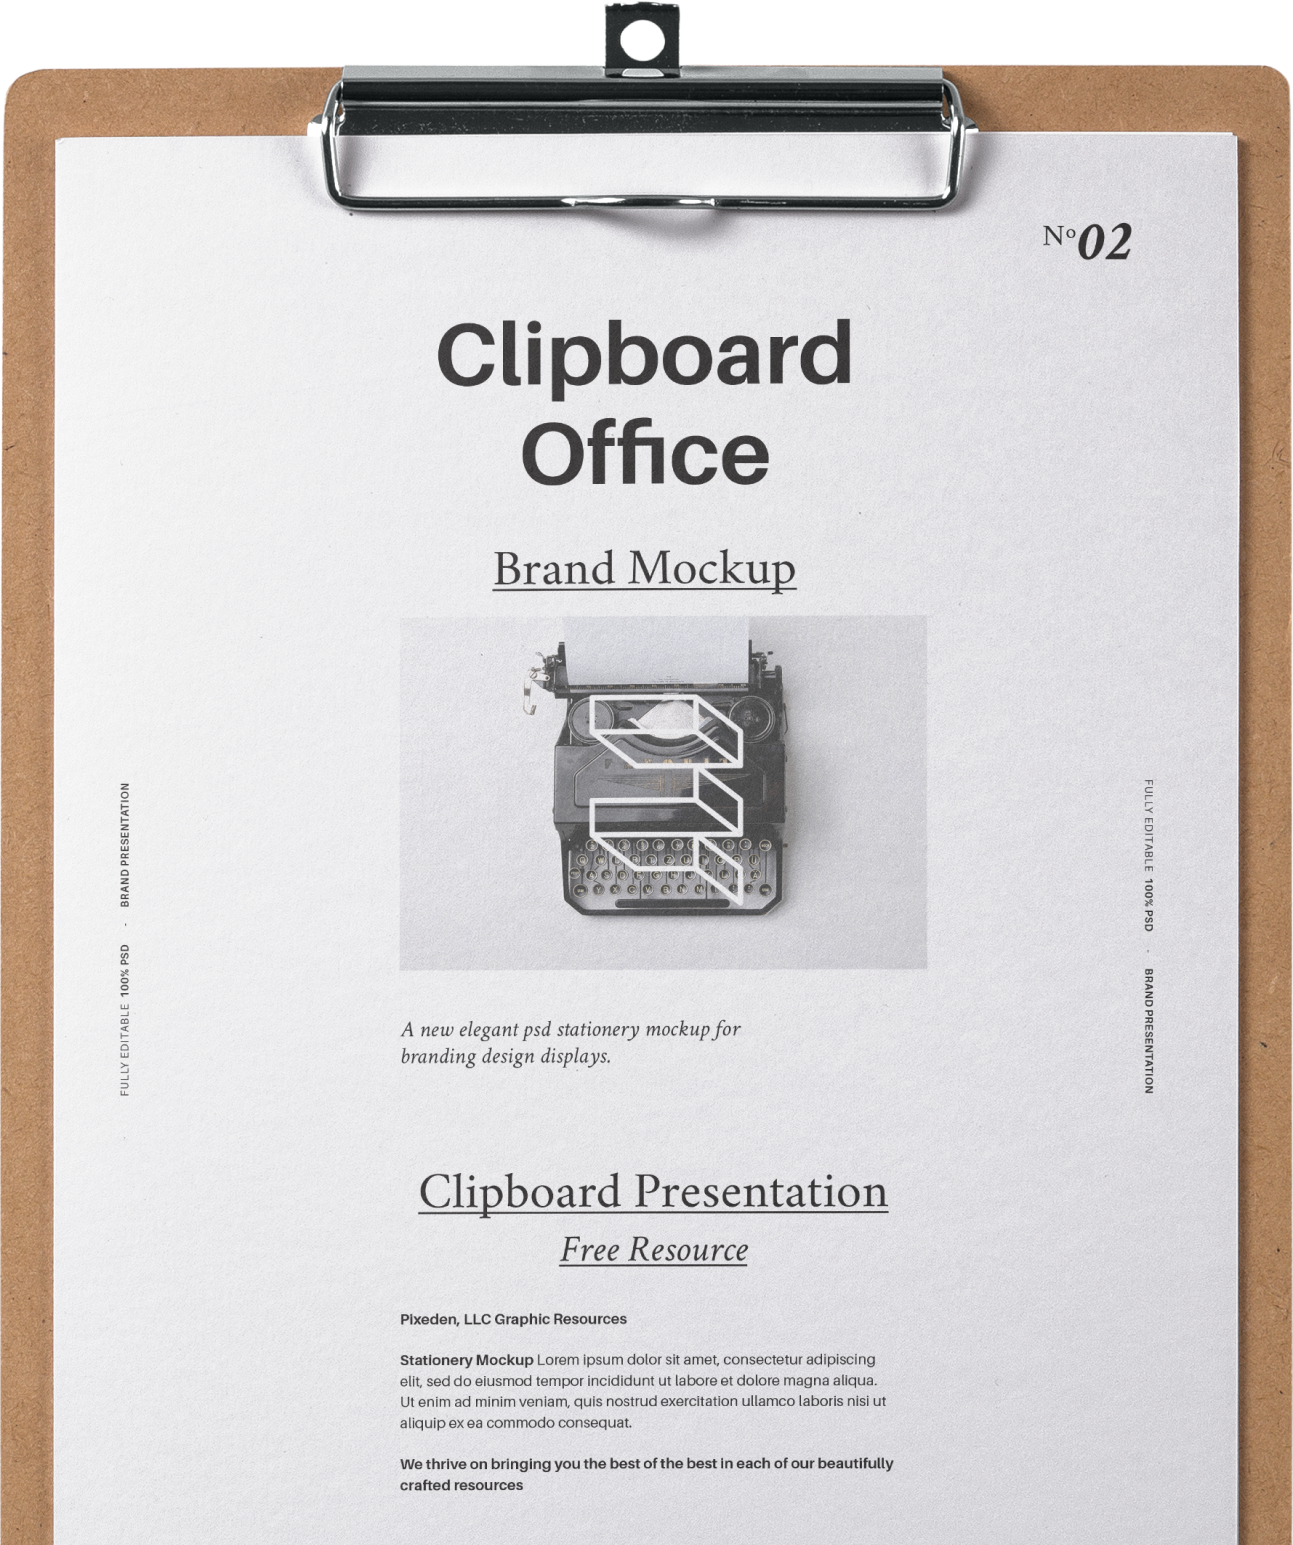 Nº02
Clipboard
Office
Brand Mockup
FULLY EDITABLE 100% PSD - BRAND PRESENTATION
FULLY EDITABLE 100% PSD - BRAND PRESENTATION
A new elegant psd stationery mockup for
branding design displays.
Clipboard Presentation
Free Resource
Pixeden, LLC Graphic Resources
Stationery Mockup Lorem ipsum dolor sit amet, consectetur adipiscing
elit, sed do eiusmod tempor incididunt ut labore et dolore magna aliqua.
Ut enim ad minim veniam, quis nostrud exercitation ullamco laboris nisi ut
aliquip ex ea commodo consequat.
We thrive on bringing you the best of the best in each of our beautifully
crafted resources